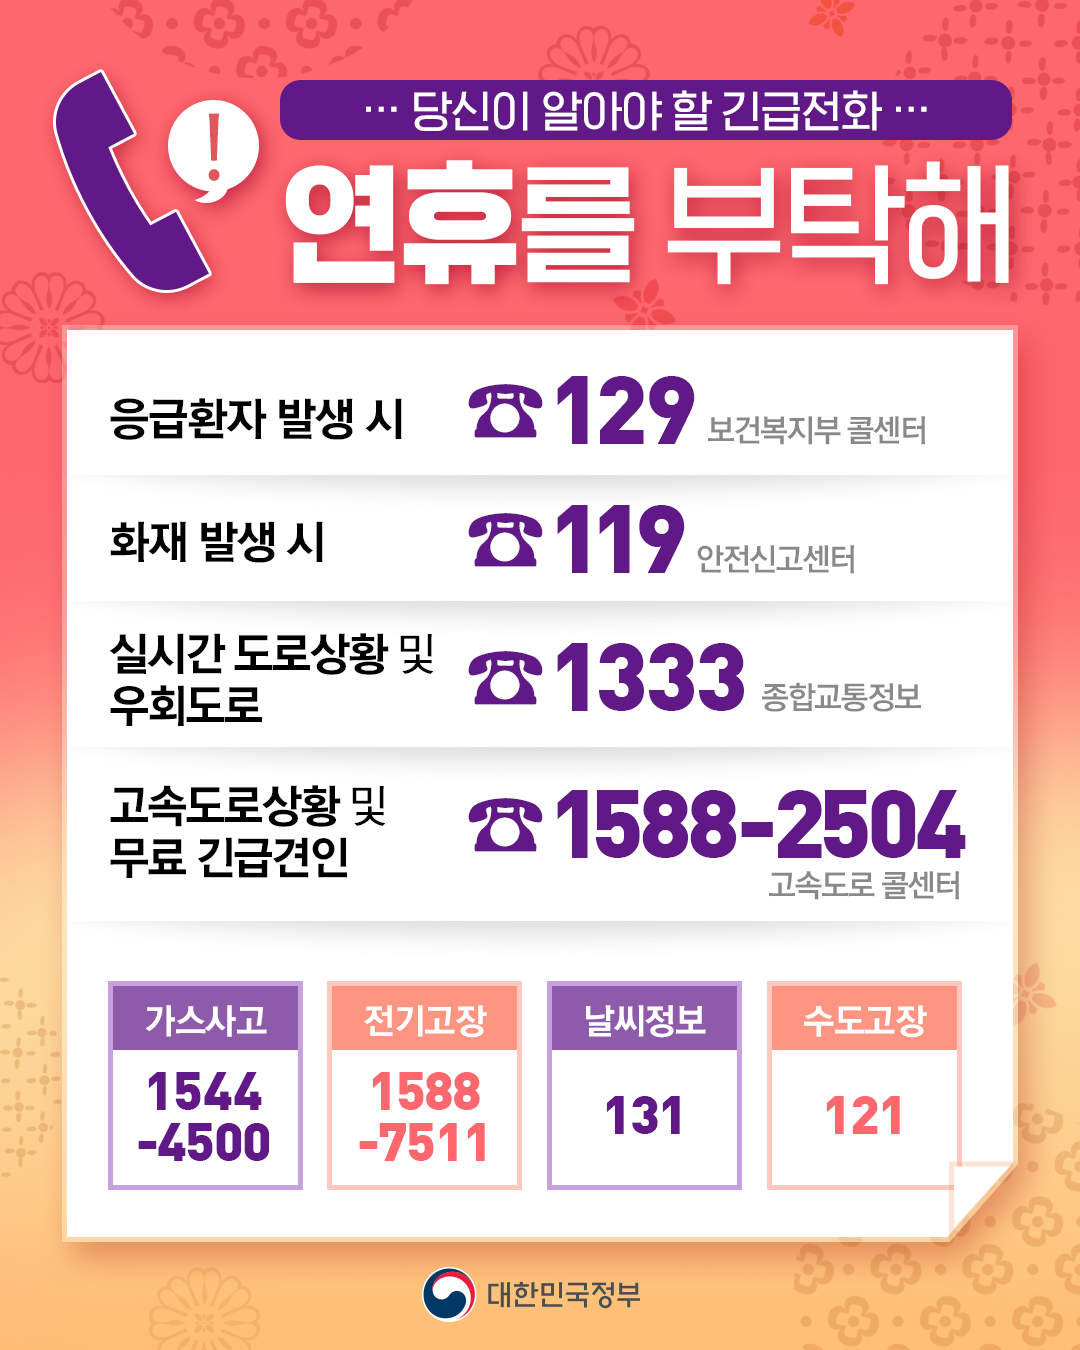 ··· 당신이 알아야 할 긴급전화 ···
연휴를 부탁해
!
응급환자 발생 시
☎129 보건복지부 콜센터
화재 발생 시
☎119 안전신고센터
실시간 도로상황 및
우회도로
☎1333 종합교통정보
고속도로상황 및
무료 긴급견인
☎1588-2504
고속도로 콜센터
가스사고
1544
-4500
전기고장
1588
-7511
날씨정보
131
수도고장
121
대한민국정부